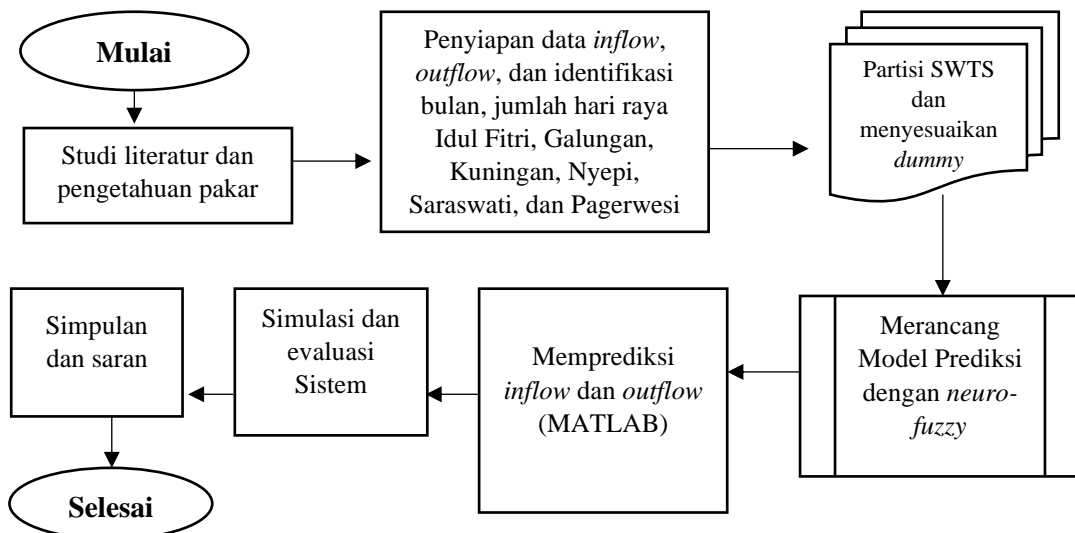 Mulai
Studi literatur dan
pengetahuan pakar
Penyiapan data inflow,
outflow, dan identifikasi
bulan, jumlah hari raya
Idul Fitri, Galungan,
Kuningan, Nyepi,
Saraswati, dan Pagerwesi
Partisi SWTS
dan
menyesuaikan
dummy
Merancang
Model Prediksi
dengan neuro-
fuzzy
Memprediksi
inflow dan outflow
(MATLAB)
Simulasi dan
evaluasi
Sistem
Simpulan
dan saran
Selesai